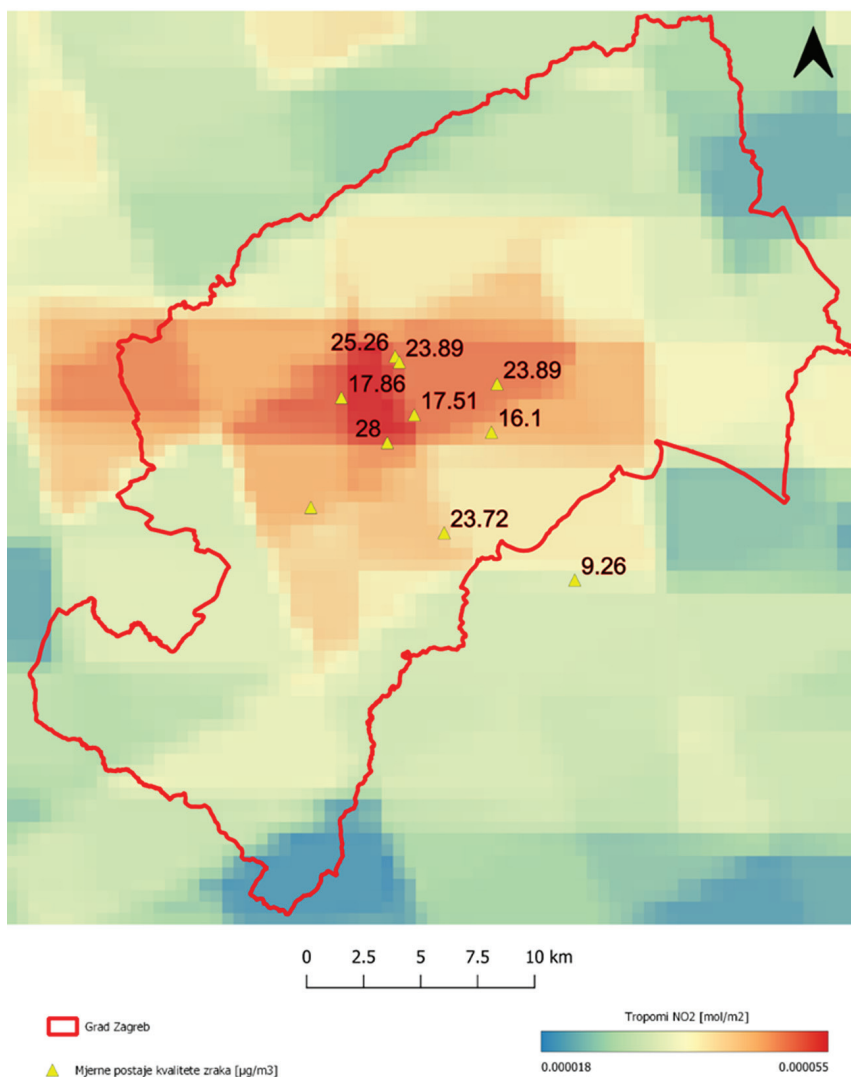 25.26 23.89
17.86
23.89
17.51
16.1
28
23.72
9.26
0 2.5 5 7.5 10 km
Grad Zagreb
Mjerne postaje kvalitete zraka [µg/m3]
Tropomi NO2 [mol/m2]
0.000018 0.000055